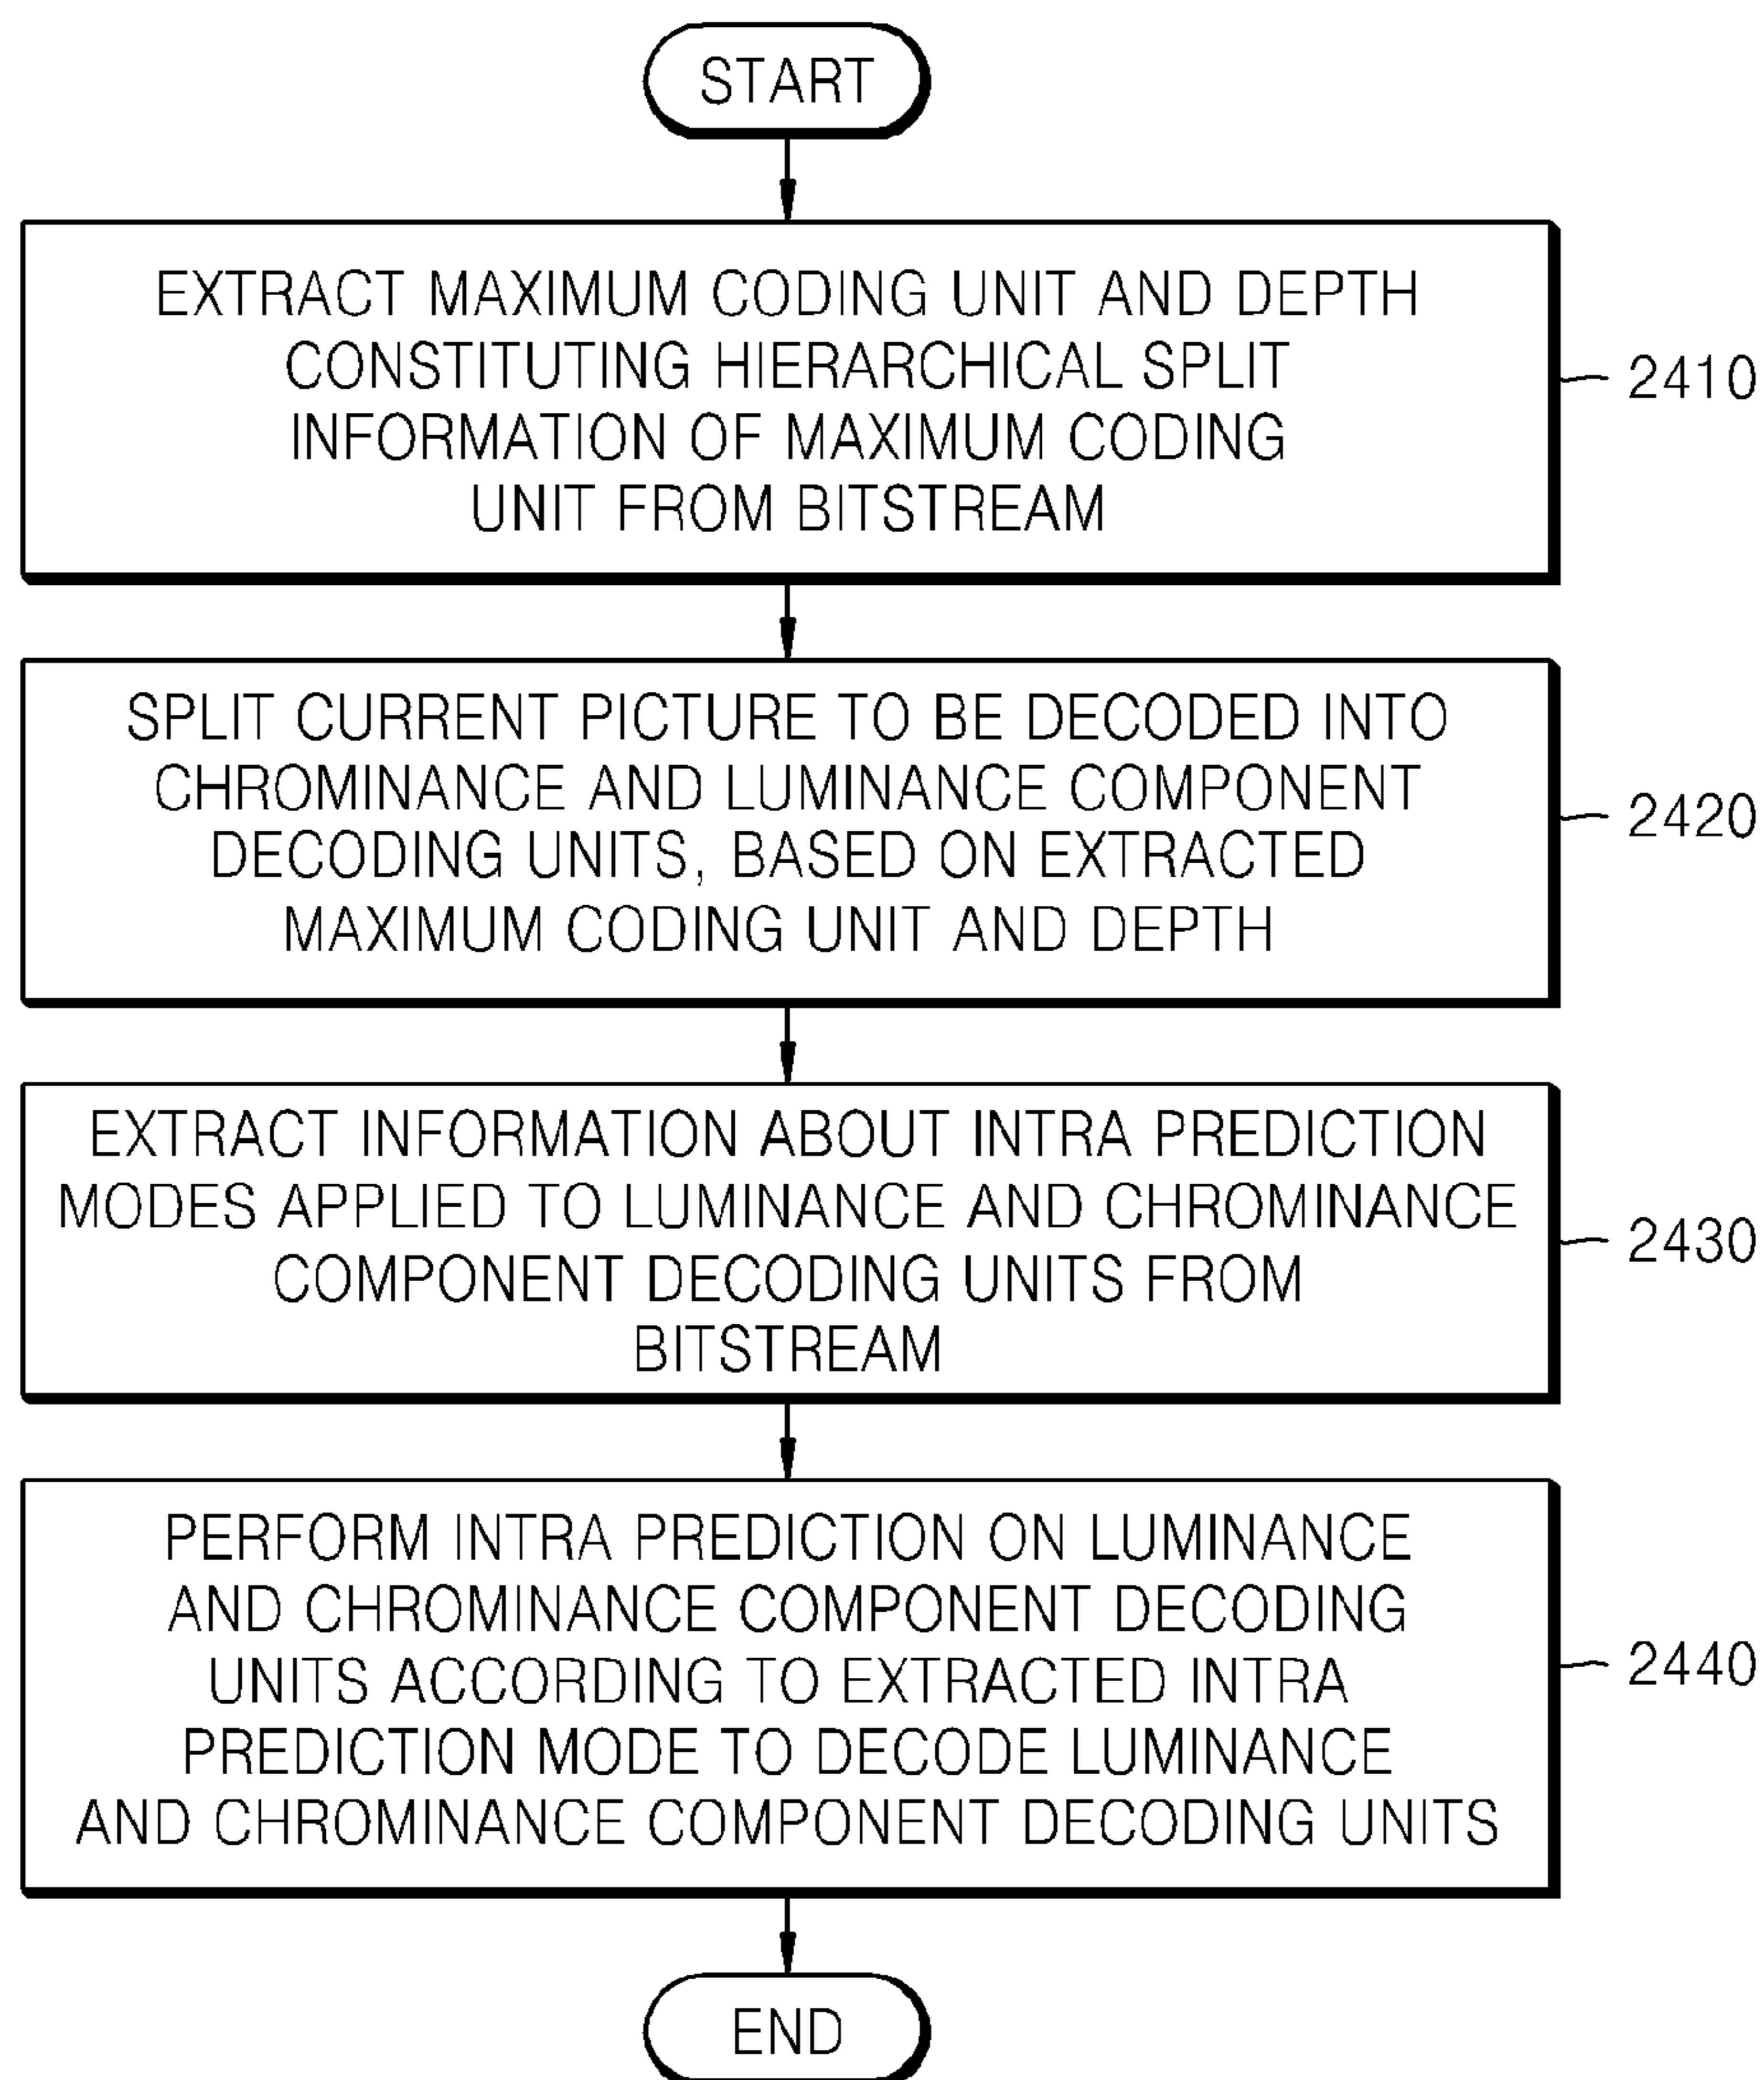 START
EXTRACT MAXIMUM CODING UNIT AND DEPTH
CONSTITUTING HIERARCHICAL SPLIT
INFORMATION OF MAXIMUM CODING
UNIT FROM BITSTREAM
2410
SPLIT CURRENT PICTURE TO BE DECODED INTO
CHROMINANCE AND LUMINANCE COMPONENT
DECODING UNITS, BASED ON EXTRACTED
MAXIMUM CODING UNIT AND DEPTH
2420
EXTRACT INFORMATION ABOUT INTRA PREDICTION
MODES APPLIED TO LUMINANCE AND CHROMINANCE
COMPONENT DECODING UNITS FROM
BITSTREAM
2430
PERFORM INTRA PREDICTION ON LUMINANCE
AND CHROMINANCE COMPONENT DECODING
UNITS ACCORDING TO EXTRACTED INTRA
PREDICTION MODE TO DECODE LUMINANCE
AND CHROMINANCE COMPONENT DECODING UNITS
2440
END